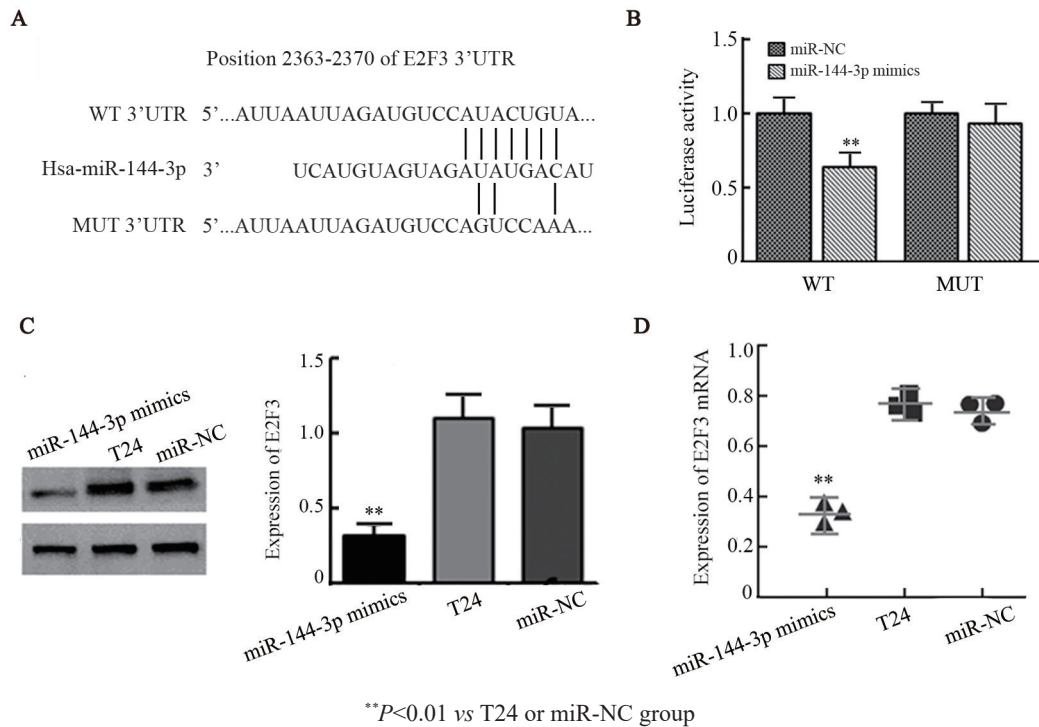 A
Position 2363-2370 of E2F3 3’UTR
WT 3’UTR 5’...AUUAAUUAGAUGUCCAUACUGUA...
Hsa-miR-144-3p 3’ UCAUGUAGUAGAUAUGACAU
MUT 3’UTR 5’...AUUAAUUAGAUGUCCAGUCCAAA...
B
miR-NC
miR-144-3p mimics
Luciferase activity
1.5
1.0
0.5
0
**
WT MUT
C
miR-144-3p mimics
T24
miR-NC
Expression of E2F3
1.5
1.0
0.5
0
**
miR-144-3p mimics
T24
miR-NC
D
Expression of E2F3 mRNA
1.0
0.8
0.6
0.4
0.2
0
**
miR-144-3p mimics
T24
miR-NC
**P<0.01 vs T24 or miR-NC group